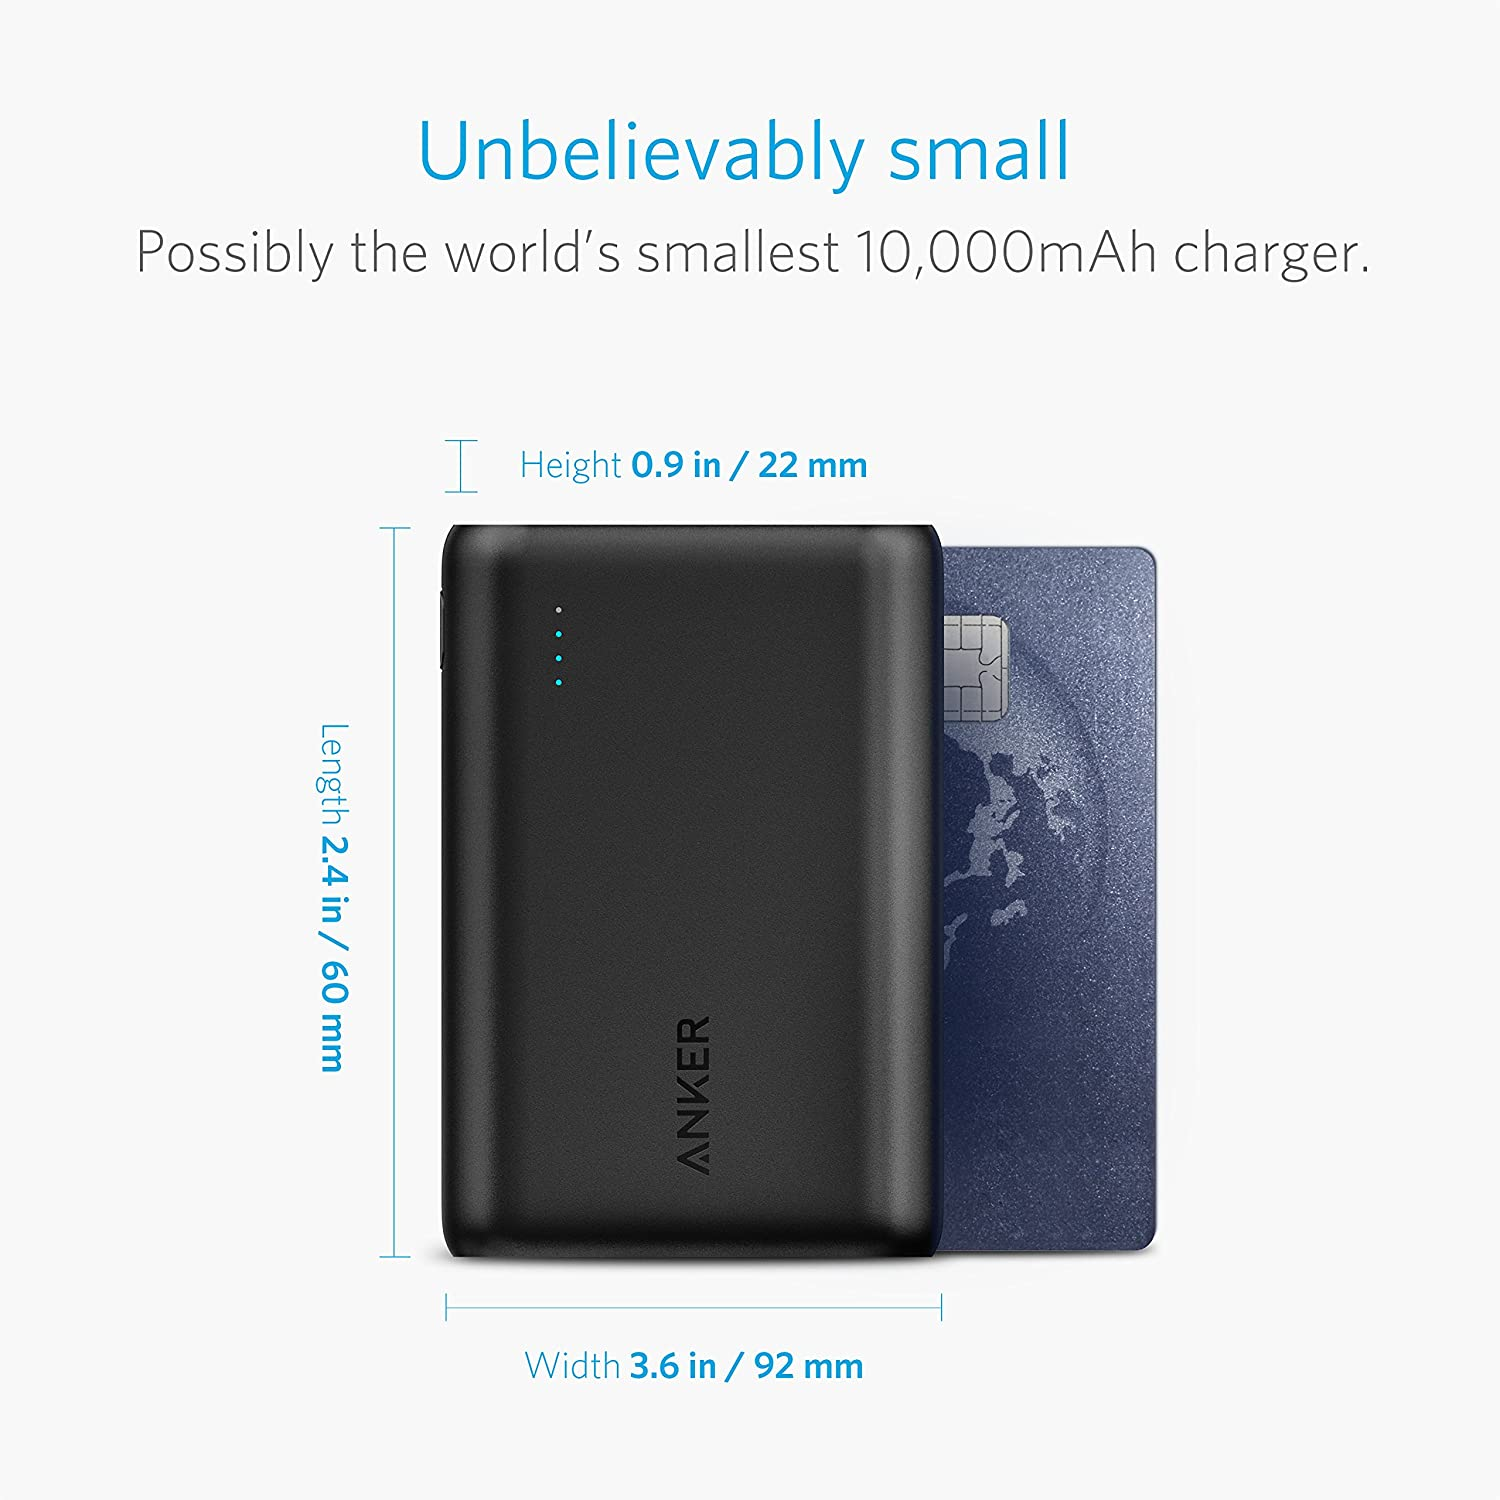 Unbelievably small
Possibly the world's smallest 10,000mAh charger.
Height 0.9 in / 22 mm
Length 2.4 in / 60 mm
ANKER
Width 3.6 in / 92 mm